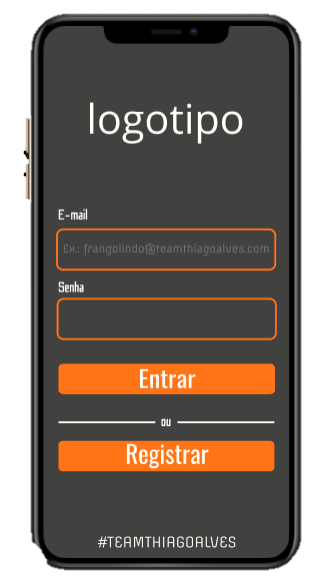 logotipo
E-mail
Ex.: frangolindo@teamthiagoalves.com
Senha
Entrar
ou
Registrar
#TEAMTHIAGOALVES